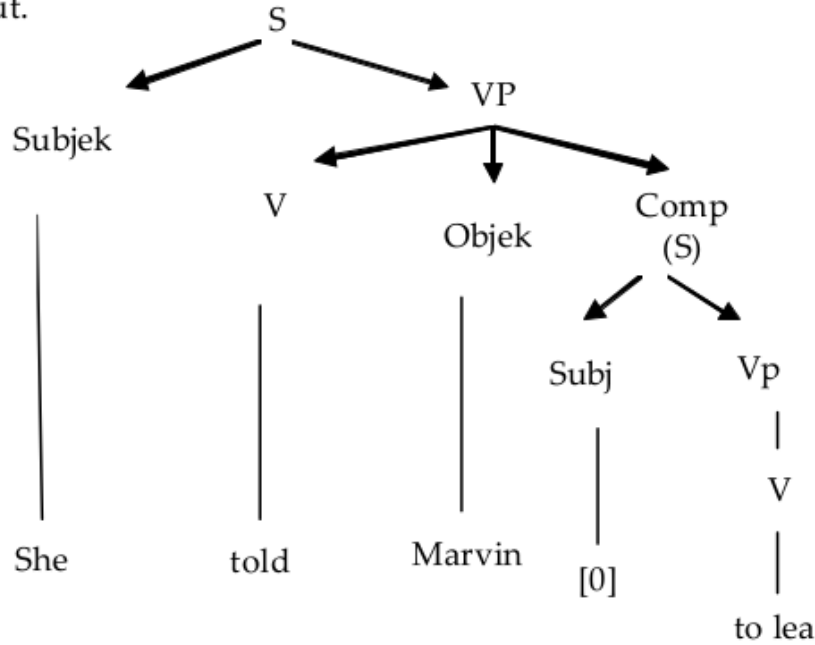 ut.
S
VP
Subjek
V
Objek
Comp
(S)
Subj
Vp
V
She
told
Marvin
[0]
to lea